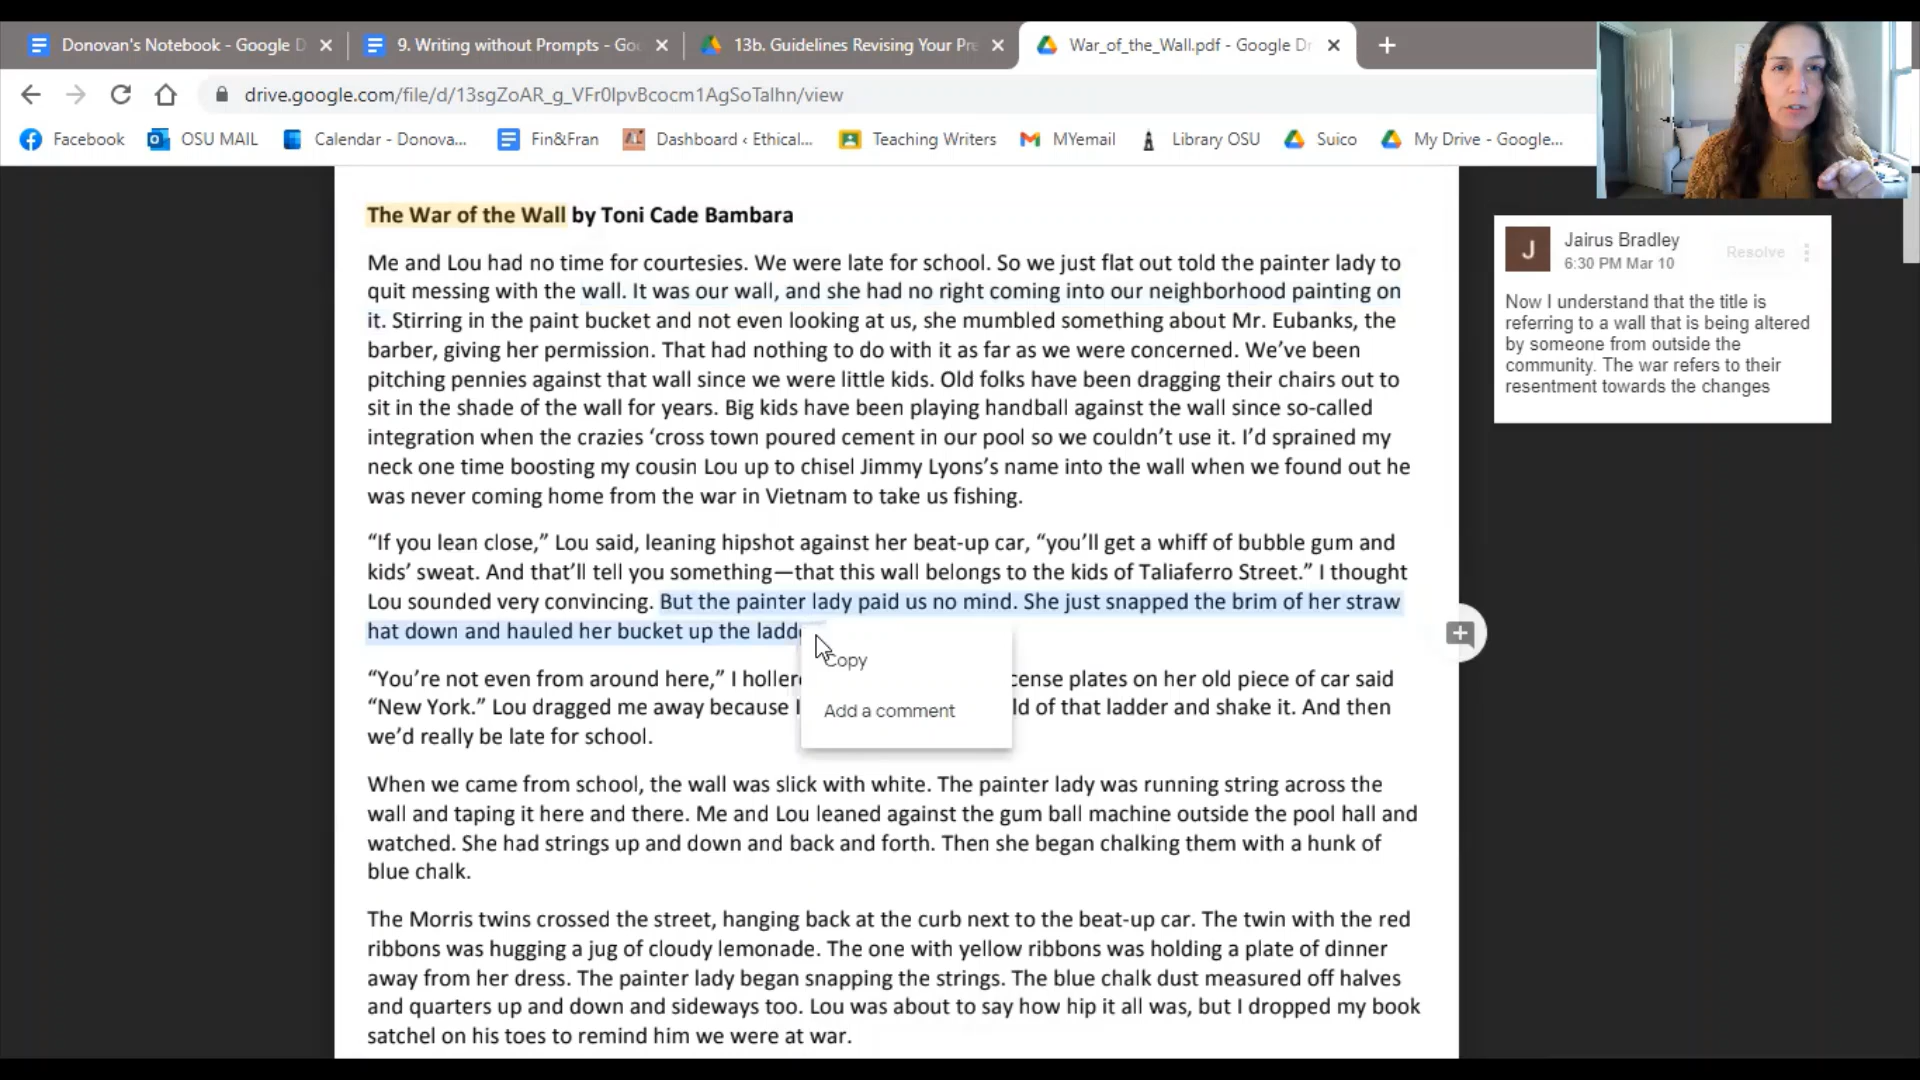 Donovan's Notebook - Google D
9. Writing without Prompts - Goo
13b. Guidelines Revising Your Pre
War_of_the_Wall.pdf - Google Dr
drive.google.com/file/d/13sgZoAR_g_VFr0lpvBcocm1AgSoTalhn/view
Facebook
OSU MAIL
Calendar - Donova...
Fin&Fran
Dashboard ‹ Ethical...
Teaching Writers
MYemail
Library OSU
Suico
My Drive - Google...
The War of the Wall by Toni Cade Bambara
Me and Lou had no time for courtesies. We were late for school. So we just flat out told the painter lady to
quit messing with the wall. It was our wall, and she had no right coming into our neighborhood painting on
it. Stirring in the paint bucket and not even looking at us, she mumbled something about Mr. Eubanks, the
barber, giving her permission. That had nothing to do with it as far as we were concerned. We’ve been
pitching pennies against that wall since we were little kids. Old folks have been dragging their chairs out to
sit in the shade of the wall for years. Big kids have been playing handball against the wall since so-called
integration when the crazies ‘cross town poured cement in our pool so we couldn’t use it. I’d sprained my
neck one time boosting my cousin Lou up to chisel Jimmy Lyons’s name into the wall when we found out he
was never coming home from the war in Vietnam to take us fishing.
“If you lean close,” Lou said, leaning hipshot against her beat-up car, “you’ll get a whiff of bubble gum and
kids’ sweat. And that’ll tell you something—that this wall belongs to the kids of Taliaferro Street.” I thought
Lou sounded very convincing. But the painter lady paid us no mind. She just snapped the brim of her straw
hat down and hauled her bucket up the ladde
Copy
Add a comment
“You’re not even from around here,” I hollere cense plates on her old piece of car said
“New York.” Lou dragged me away because I ld of that ladder and shake it. And then
we’d really be late for school.
When we came from school, the wall was slick with white. The painter lady was running string across the
wall and taping it here and there. Me and Lou leaned against the gum ball machine outside the pool hall and
watched. She had strings up and down and back and forth. Then she began chalking them with a hunk of
blue chalk.
The Morris twins crossed the street, hanging back at the curb next to the beat-up car. The twin with the red
ribbons was hugging a jug of cloudy lemonade. The one with yellow ribbons was holding a plate of dinner
away from her dress. The painter lady began snapping the strings. The blue chalk dust measured off halves
and quarters up and down and sideways too. Lou was about to say how hip it all was, but I dropped my book
satchel on his toes to remind him we were at war.
J
Jairus Bradley
6:30 PM Mar 10
Resolve
Now I understand that the title is
referring to a wall that is being altered
by someone from outside the
community. The war refers to their
resentment towards the changes